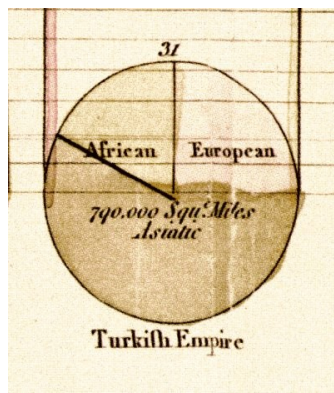 31
African European
790.000 Squ.ᵉ Miles
Asiatic
Turkiſh Empire